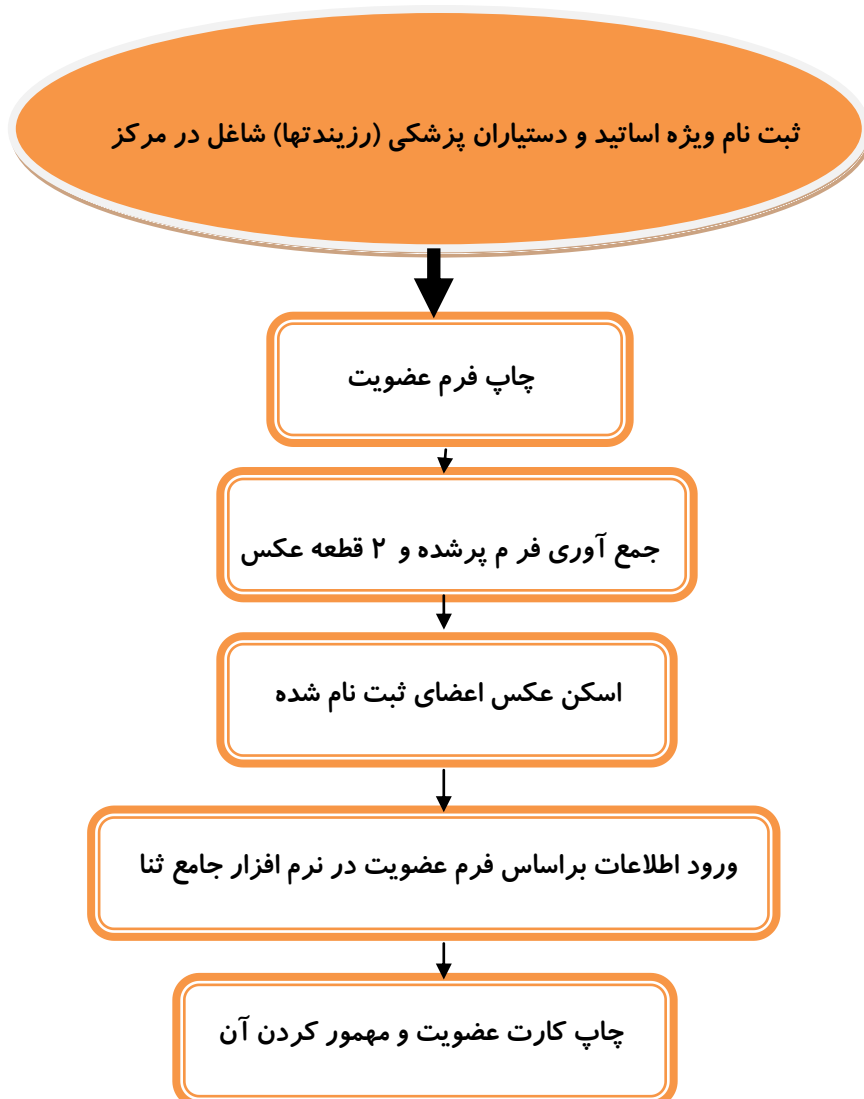 ثبت نام ویژه اساتید و دستیاران پزشکی (رزیندتها) شاغل در مرکز
چاپ فرم عضویت
جمع آوری فر م پرشده و ۲ قطعه عکس
اسکن عکس اعضای ثبت نام شده
ورود اطلاعات براساس فرم عضویت در نرم افزار جامع ثنا
چاپ کارت عضویت و مهمور کردن آن